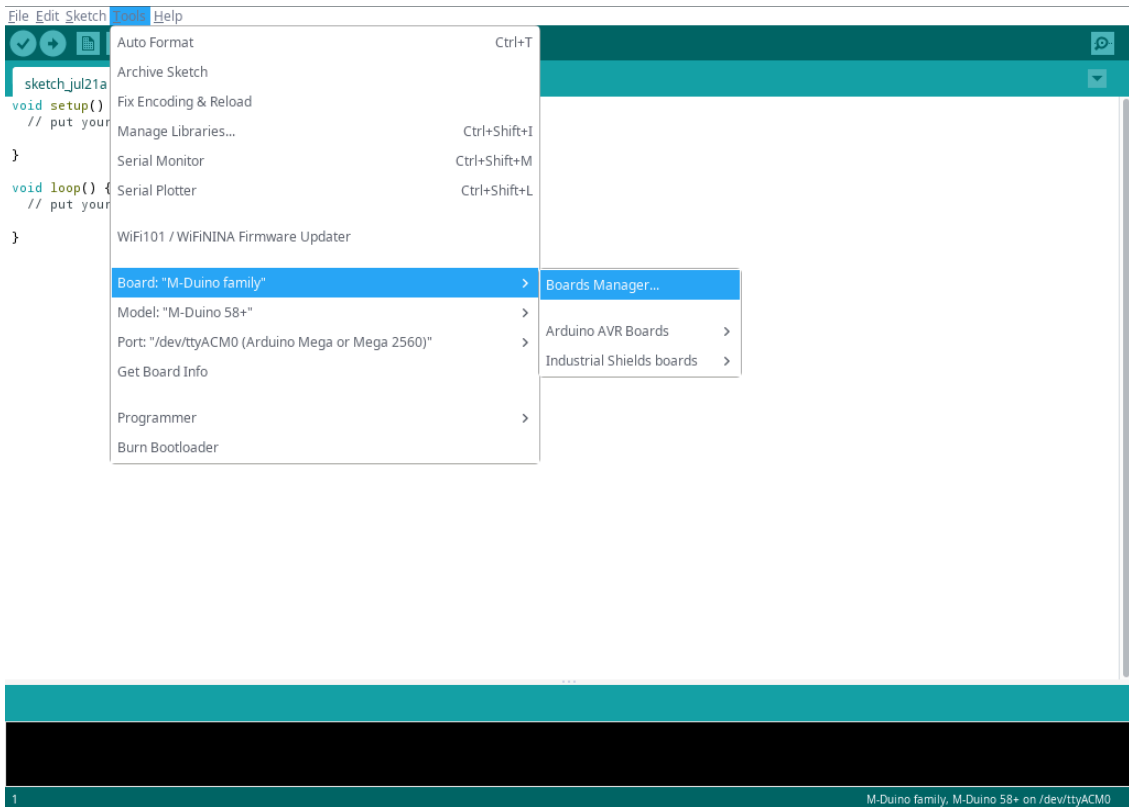 File Edit Sketch Tools Help
sketch_jul21a
void setup()
// put your
}
void loop() {
// put your
}
Auto Format Ctrl+T
Archive Sketch
Fix Encoding & Reload
Manage Libraries... Ctrl+Shift+I
Serial Monitor Ctrl+Shift+M
Serial Plotter Ctrl+Shift+L
WiFi101 / WiFiNINA Firmware Updater
Board: "M-Duino family"
Model: "M-Duino 58+"
Port: "/dev/ttyACM0 (Arduino Mega or Mega 2560)"
Get Board Info
Programmer
Burn Bootloader
Boards Manager...
Arduino AVR Boards
Industrial Shields boards
1 M-Duino family, M-Duino 58+ on /dev/ttyACM0